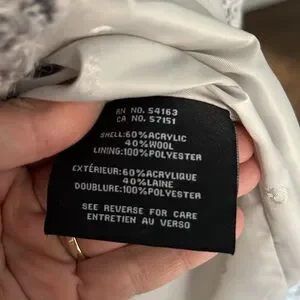 RN NO. 54163
CA NO. 57151
SHELL:60%ACRYLIC
40%WOOL
LINING:100%POLYESTER
EXTÉRIEUR:60%ACRYLIQUE
40%LAINE
DOUBLURE:100%POLYESTER
SEE REVERSE FOR CARE
ENTRETIEN AU VERSO